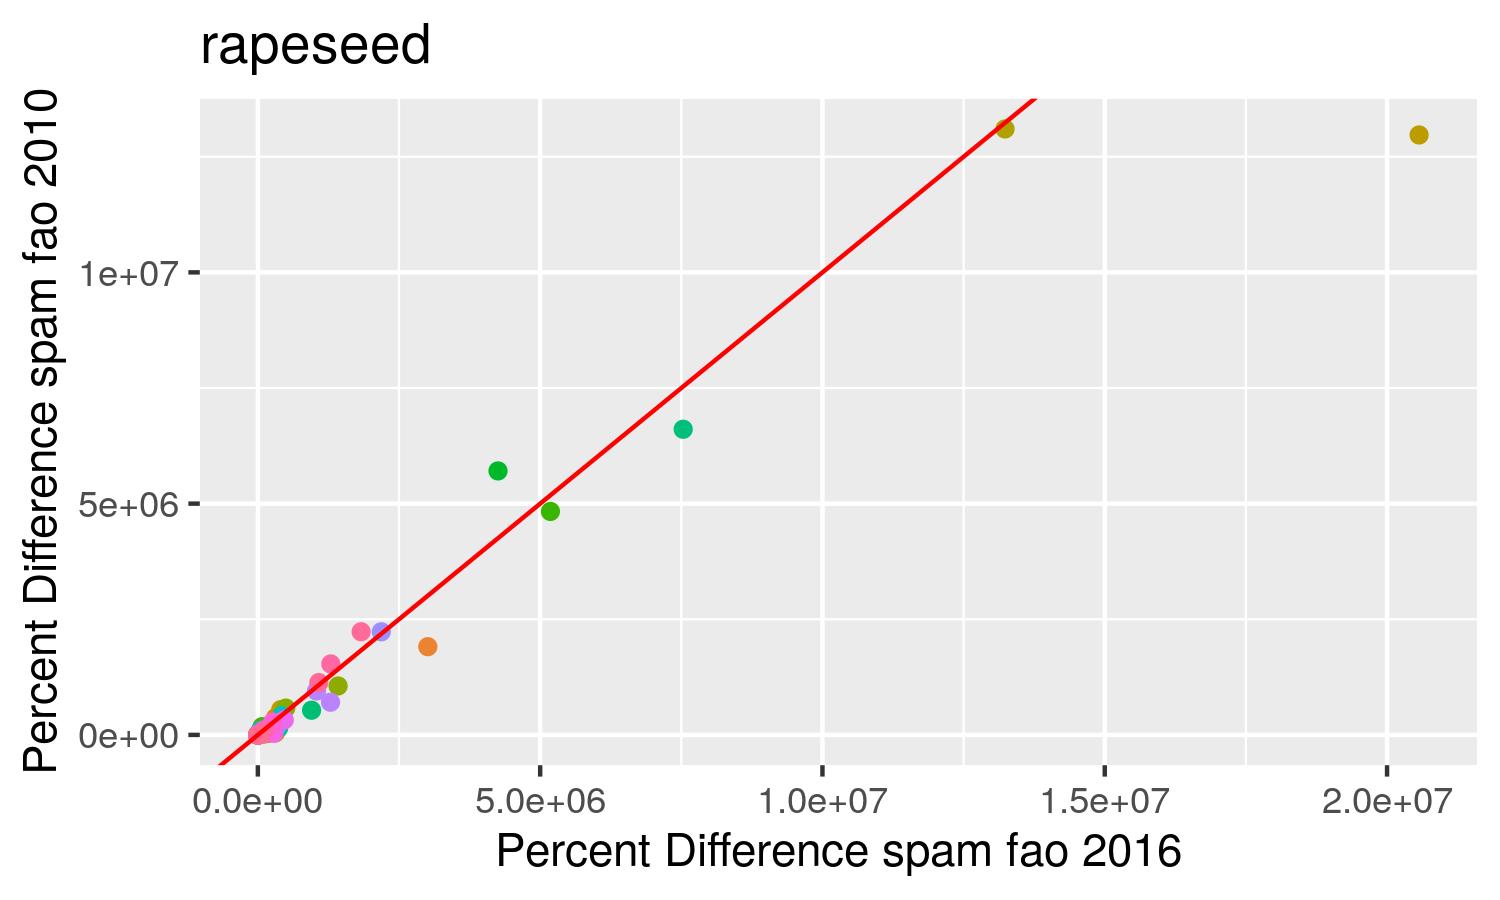 rapeseed
Percent Difference spam fao 2010
1e+07
5e+06
0e+00
0.0e+00 5.0e+06 1.0e+07 1.5e+07 2.0e+07
Percent Difference spam fao 2016